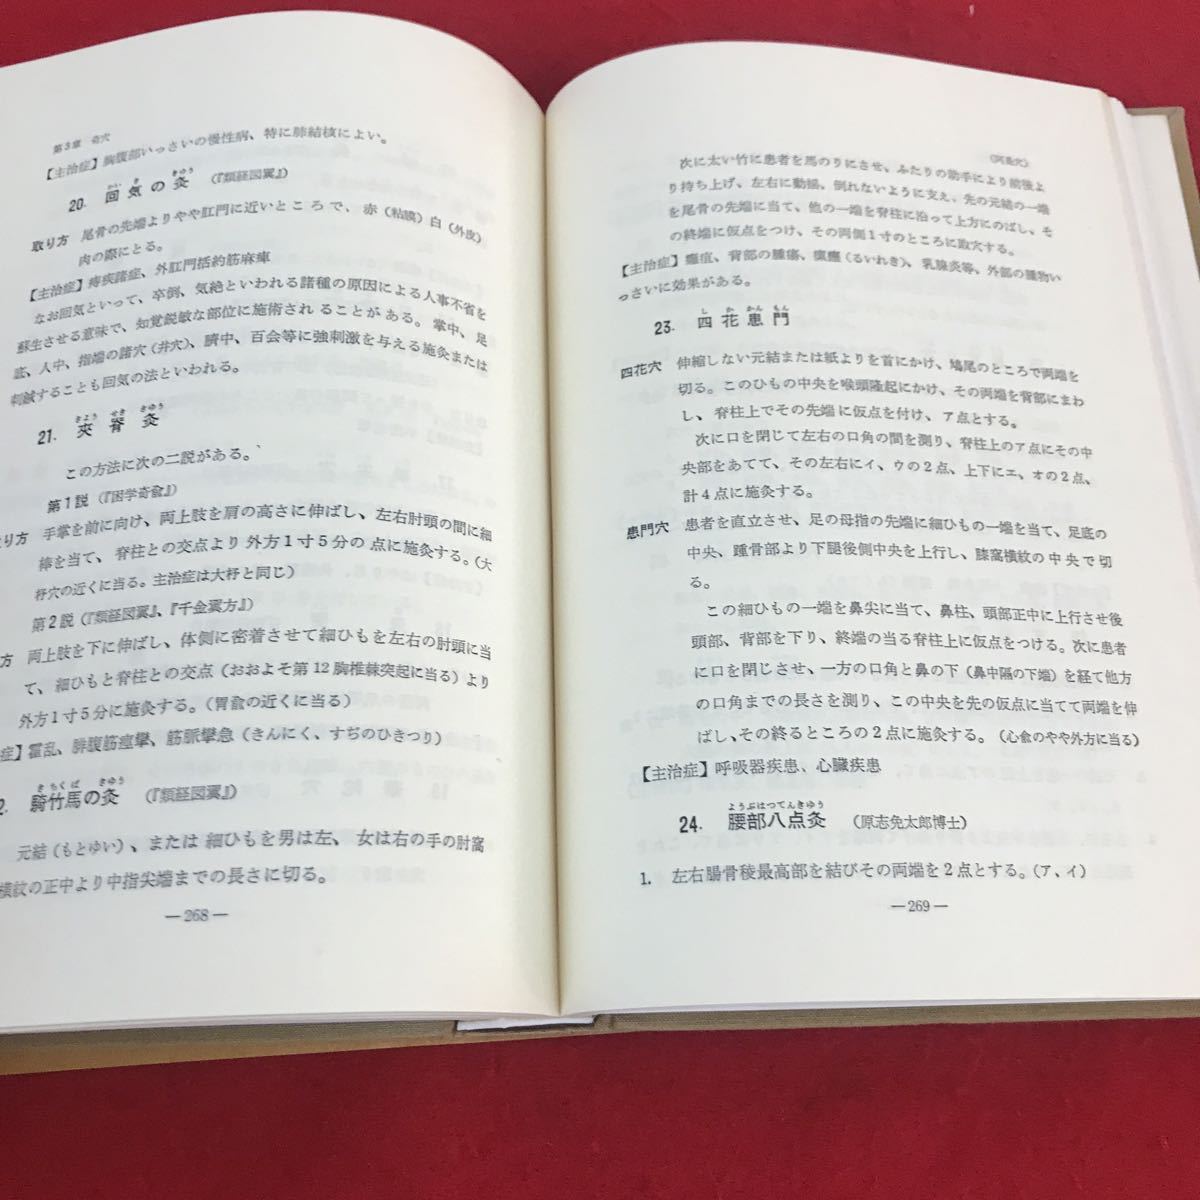 第3章 奇穴
【主治症】胸腹部いっさいの慢性病、特に肺結核によい。
かい き きゆう
20. 回気の灸 (『類経図翼』)
取り方 尾骨の先端よりやや肛門に近いところで、赤(粘膜)白(外皮)
肉の際にとる。
【主治症】痔疾諸症、外肛門括約筋麻痺
なお回気といって、卒倒、気絶といわれる諸種の原因による人事不省を
蘇生させる意味で、知覚鋭敏な部位に施術されることがある。掌中、足
底、人中、指端の諸穴(井穴)、臍中、百会等に強刺激を与える施灸または
刺鍼することも回気の法といわれる。
きよう せき きゆう
21. 夾脊灸
この方法に次の二説がある。
第1説(『医学奇兪』)
り方 手掌を前に向け、両上肢を肩の高さに伸ばし、左右肘頭の間に細
棒を当て、脊柱との交点より外方1寸5分の点に施灸する。(大
杼穴の近くに当る。主治症は大杼と同じ)
第2説(『類経図翼』、『千金翼方』)
方 両上肢を下に伸ばし、体側に密着させて細ひもを左右の肘頭に当
て、細ひもと脊柱との交点(おおよそ第12胸椎棘突起に当る)より
外方1寸5分に施灸する。(胃兪の近くに当る)
症】霍乱、腓腹筋痙攣、筋脈攣急(きんにく、すぢのひきつり)
き ちくば きゆう
2. 騎竹馬の灸 (『類経図翼』)
元結(もとゆい)、または細ひもを男は左、女は右の手の肘窩
横紋の正中より中指尖端までの長さに切る。
—268—
(阿是穴)
次に太い竹に患者を馬のりにさせ、ふたりの助手により前後よ
り持ち上げ、左右に動揺、倒れないように支え、先の元結の一端
を尾骨の先端に当て、他の一端を脊柱に沿って上方にのばし、そ
の終端に仮点をつけ、その両側1寸のところに取穴する。
【主治症】癰疽、背部の腫瘍、瘰癧(るいれき)、乳腺炎等、外部の腫物い
っさいに効果がある。
し か かん もん
23. 四花患門
四花穴 伸縮しない元結または紙よりを首にかけ、鳩尾のところで両端を
切る。このひもの中央を喉頭隆起にかけ、その両端を背部にまわ
し、脊柱上でその先端に仮点を付け、ア点とする。
次に口を閉じて左右の口角の間を測り、脊柱上のア点にその中
央部をあてて、その左右にイ、ウの2点、上下にエ、オの2点、
計4点に施灸する。
患門穴 患者を直立させ、足の母指の先端に細ひもの一端を当て、足底の
中央、踵骨部より下腿後側中央を上行し、膝窩横紋の中央で切
る。
この細ひもの一端を鼻尖に当て、鼻柱、頭部正中に上行させ後
頭部、背部を下り、終端の当る脊柱上に仮点をつける。次に患者
に口を閉じさせ、一方の口角と鼻の下(鼻中隔の下端)を経て他方
の口角までの長さを測り、この中央を先の仮点に当てて両端を伸
ばし、その終るところの2点に施灸する。(心兪のやや外方に当る)
【主治症】呼吸器疾患、心臓疾患
ようぶはつてんきゆう
24. 腰部八点灸 (原志免太郎博士)
1. 左右腸骨稜最高部を結びその両端を2点とする。(ア、イ)
—269—